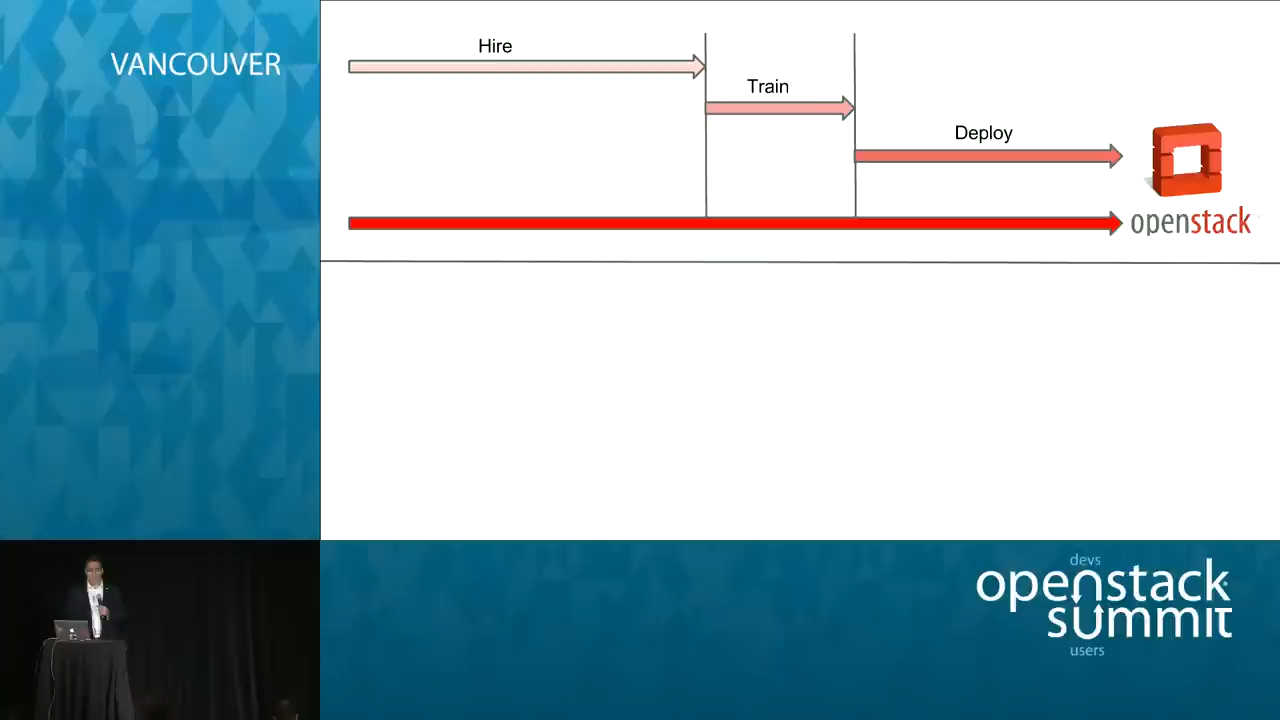 VANCOUVER
Hire
Train
Deploy
openstack
devs
openstack
summit
users